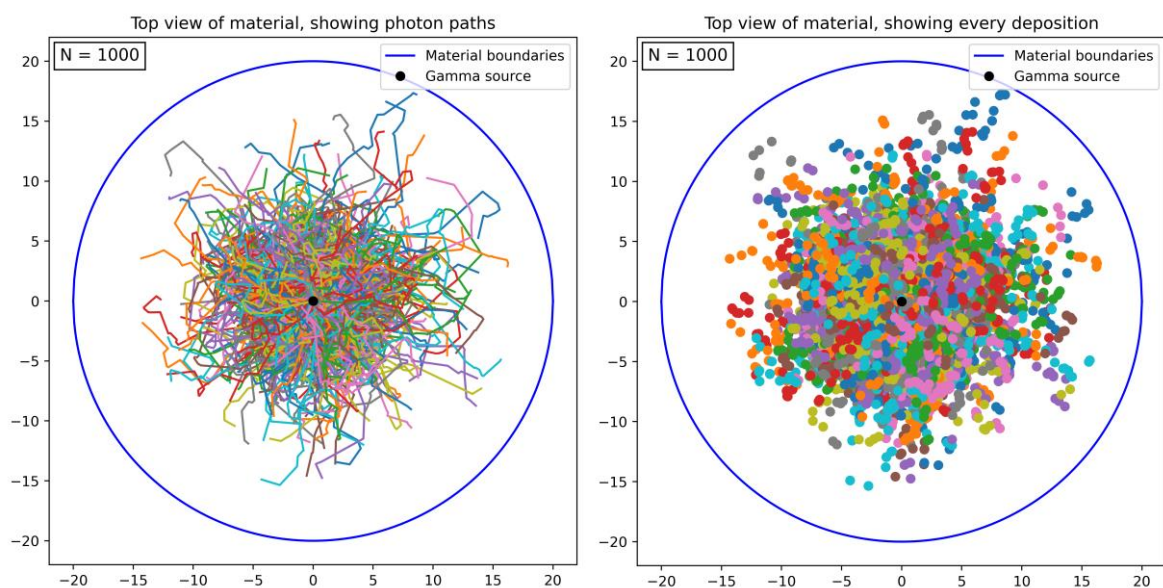 Top view of material, showing photon paths
N = 1000
Material boundaries
Gamma source
20
15
10
5
0
−5
−10
−15
−20
−20 −15 −10 −5 0 5 10 15 20
Top view of material, showing every deposition
N = 1000
Material boundaries
Gamma source
20
15
10
5
0
−5
−10
−15
−20
−20 −15 −10 −5 0 5 10 15 20